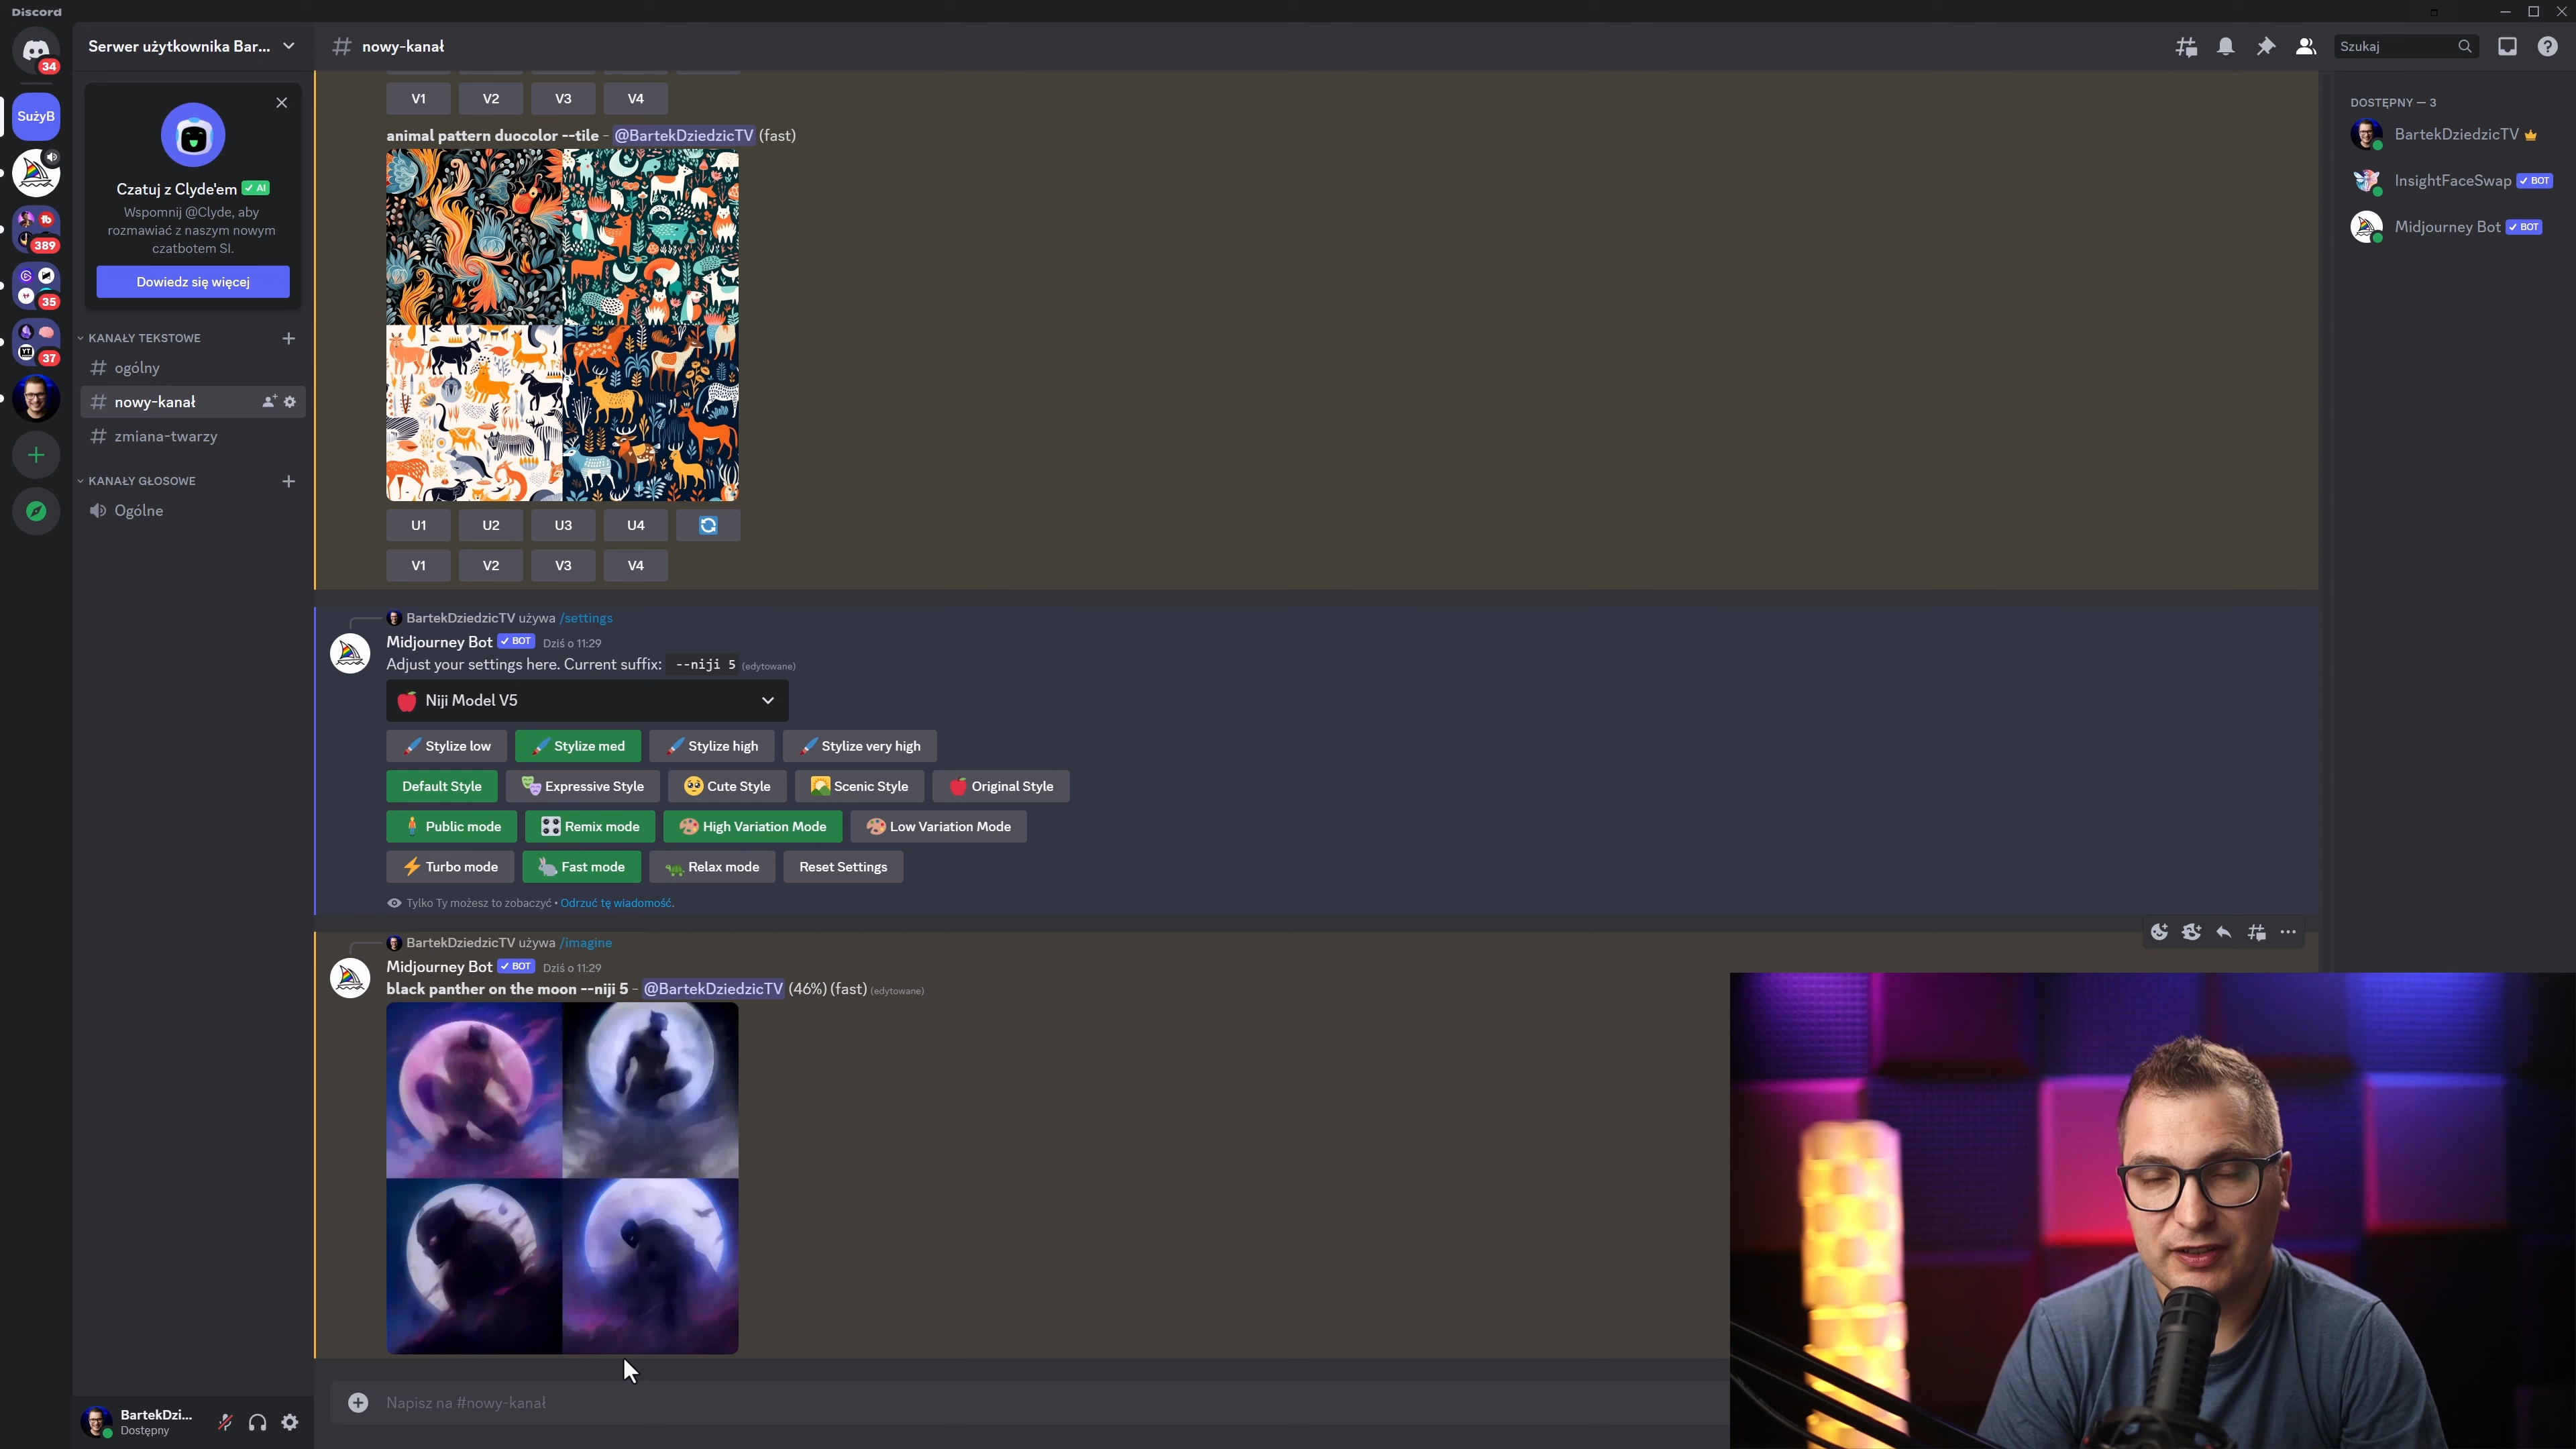 Discord
34
SużyB
389
35
YT
37
Serwer użytkownika Bar...
Czatuj z Clyde'em AI
Wspomnij @Clyde, aby
rozmawiać z naszym nowym
czatbotem SI.
Dowiedz się więcej
KANAŁY TEKSTOWE
ogólny
nowy-kanał
zmiana-twarzy
KANAŁY GŁOSOWE
Ogólne
BartekDzi...
Dostępny
# nowy-kanał
Szukaj
V1 V2 V3 V4
animal pattern duocolor --tile - @BartekDziedzicTV (fast)
U1 U2 U3 U4
V1 V2 V3 V4
BartekDziedzicTV używa /settings
Midjourney Bot BOT Dziś o 11:29
Adjust your settings here. Current suffix: --niji 5 (edytowane)
Niji Model V5
Stylize low Stylize med Stylize high Stylize very high
Default Style Expressive Style Cute Style Scenic Style Original Style
Public mode Remix mode High Variation Mode Low Variation Mode
Turbo mode Fast mode Relax mode Reset Settings
Tylko Ty możesz to zobaczyć • Odrzuć tę wiadomość.
BartekDziedzicTV używa /imagine
Midjourney Bot BOT Dziś o 11:29
black panther on the moon --niji 5 - @BartekDziedzicTV (46%) (fast) (edytowane)
Napisz na #nowy-kanał
DOSTĘPNY — 3
BartekDziedzicTV
InsightFaceSwap BOT
Midjourney Bot BOT